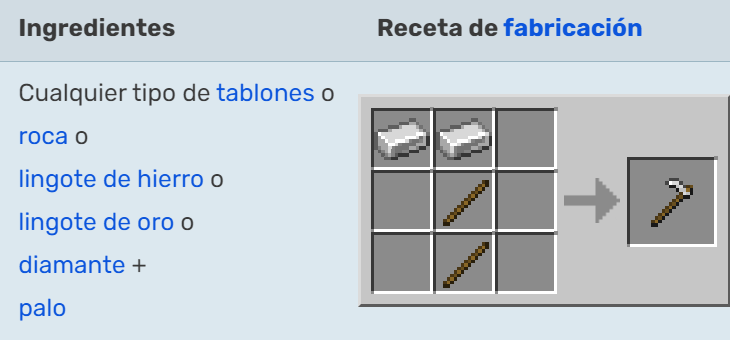 Ingredientes
Receta de fabricación
Cualquier tipo de tablones o
roca o
lingote de hierro o
lingote de oro o
diamante +
palo